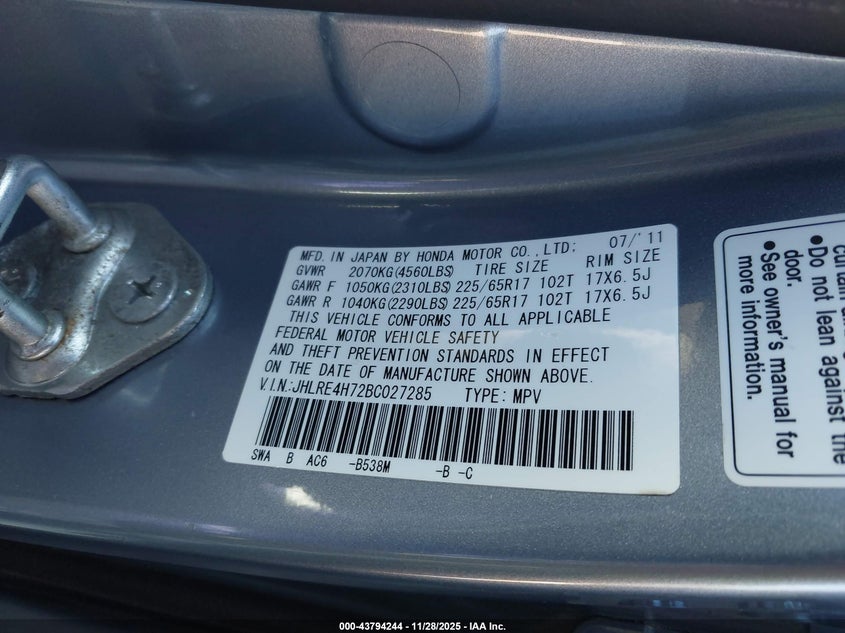 MFD. IN JAPAN BY HONDA MOTOR CO.,LTD; 07/'11
GVWR 2070KG(4560LBS) TIRE SIZE RIM SIZE
GAWR F 1050KG(2310LBS) 225/65R17 102T 17X6.5J
GAWR R 1040KG(2290LBS) 225/65R17 102T 17X6.5J
THIS VEHICLE CONFORMS TO ALL APPLICABLE
FEDERAL MOTOR VEHICLE SAFETY
AND THEFT PREVENTION STANDARDS IN EFFECT
ON THE DATE OF MANUFACTURE SHOWN ABOVE.
V.I.N.:JHLRE4H72BC027285 TYPE: MPV
SWA B AC6 -B538M -B -C
door.
•Do not lean against the
•See owner's manual for
more information.
000-43794244 - 11/28/2025 - IAA Inc.